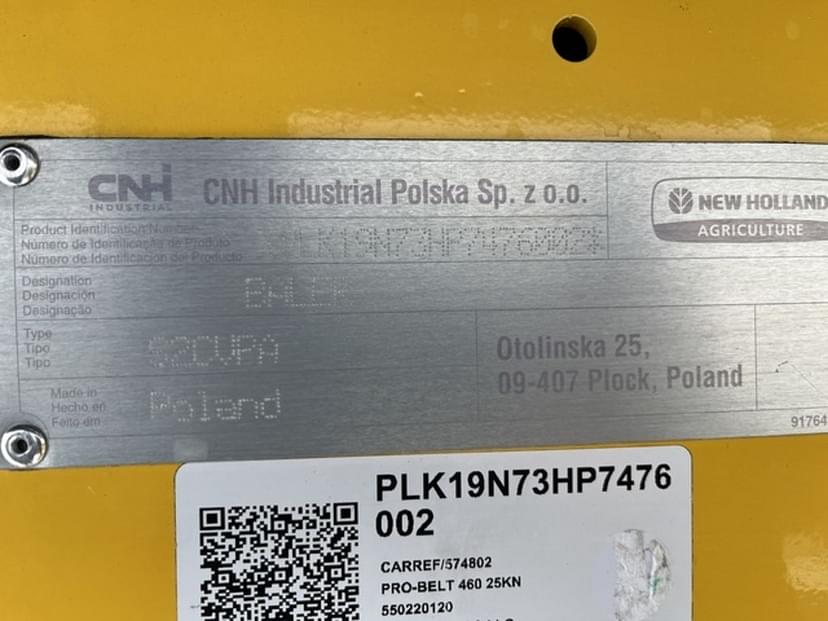 CNH INDUSTRIAL
CNH Industrial Polska Sp. z o.o.
NEW HOLLAND
AGRICULTURE
Product Identification Number
Número de Identificação de Produto
Número de Identificación del Producto
PLK19N73HP7476002*
Designation
Designación
Designação
BALER
Type
Tipo
Tipo
S2CVPA
Otolinska 25,
09-407 Plock, Poland
Made in
Hecho en
Feito em
Poland
91764
PLK19N73HP7476
002
CARREF/574802
PRO-BELT 460 25KN
550220120